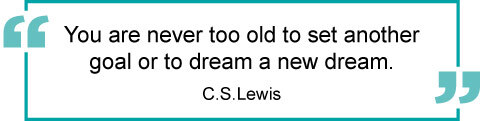 You are never too old to set another
goal or to dream a new dream.
C.S.Lewis